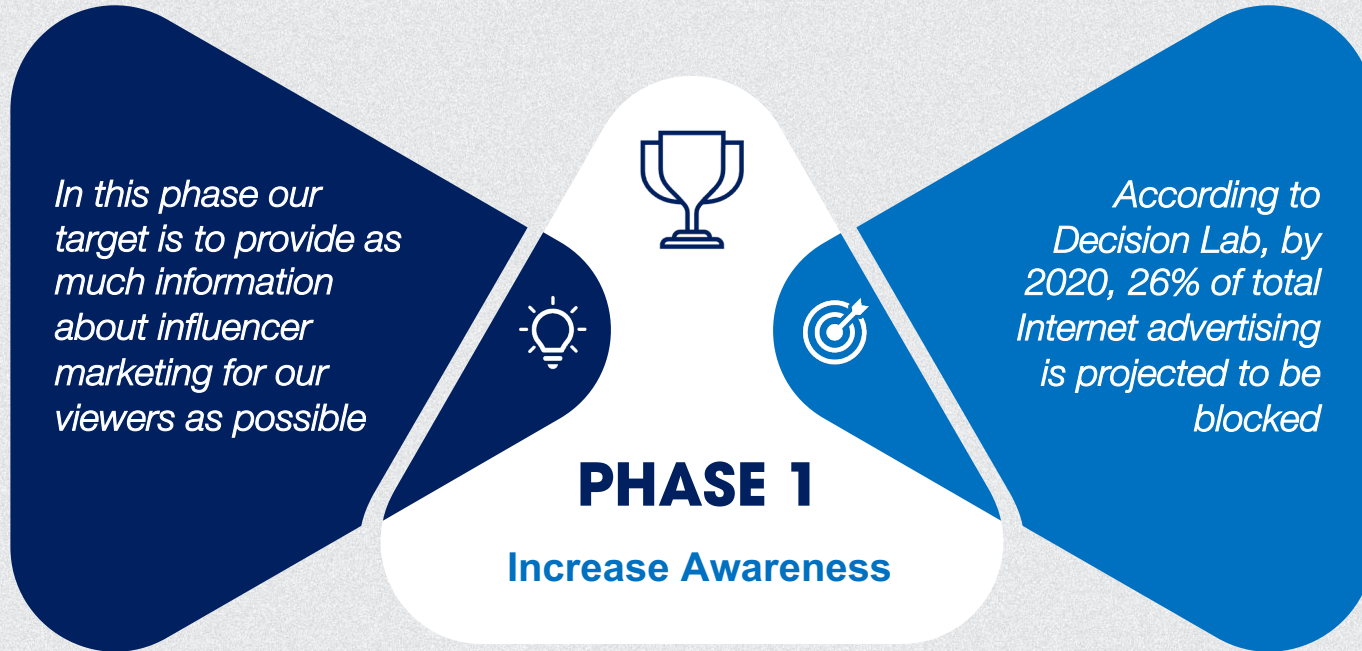 In this phase our
target is to provide as
much information
about influencer
marketing for our
viewers as possible
PHASE 1
Increase Awareness
According to
Decision Lab, by
2020, 26% of total
Internet advertising
is projected to be
blocked